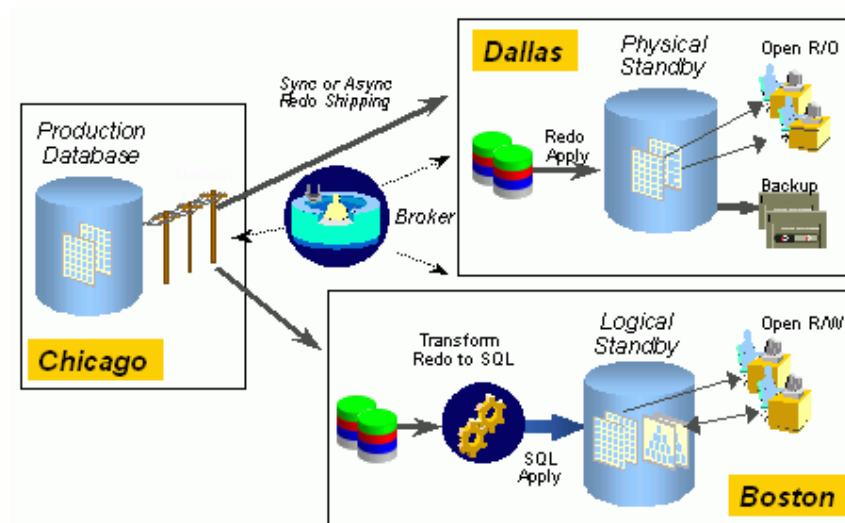 Dallas
Physical
Standby
Open R/O
Sync or Async
Redo Shipping
Production
Database
Redo
Apply
Backup
Broker
Chicago
Transform
Redo to SQL
Logical
Standby
Open R/W
SQL
Apply
Boston